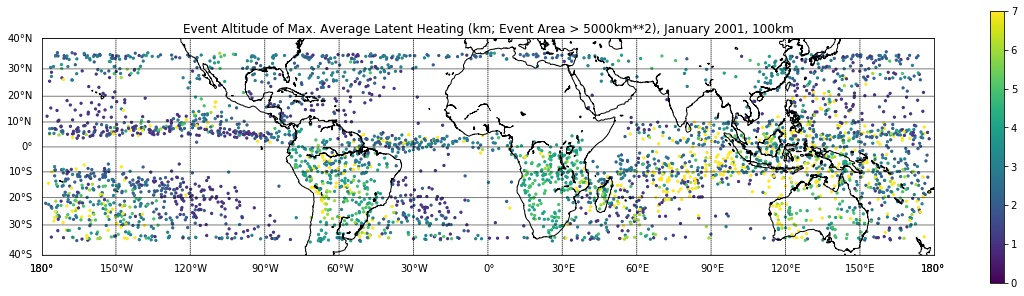 Event Altitude of Max. Average Latent Heating (km; Event Area > 5000km**2), January 2001, 100km
40°N
30°N
20°N
10°N
0°
10°S
20°S
30°S
40°S
180° 150°W 120°W 90°W 60°W 30°W 0° 30°E 60°E 90°E 120°E 150°E 180°
7
6
5
4
3
2
1
0